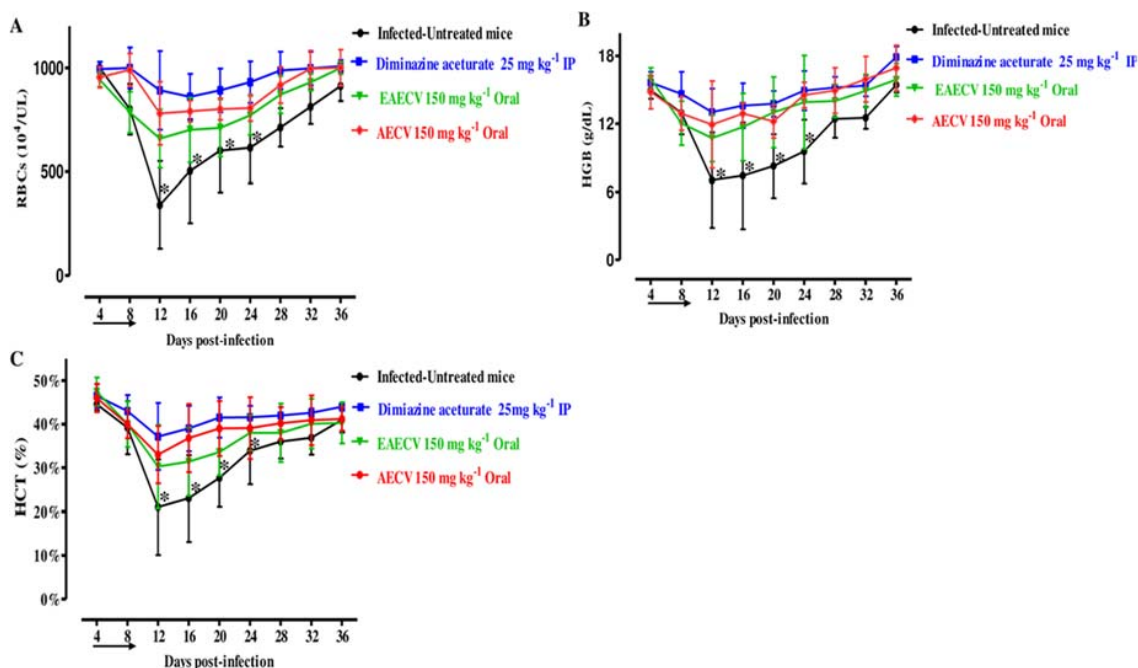 A
RBCs (10⁴/UL)
1000
500
0
4 8 12 16 20 24 28 32 36
Days post-infection
* * * *
Infected-Untreated mice
Diminazine aceturate 25 mg kg⁻¹ IP
EAECV 150 mg kg⁻¹ Oral
AECV 150 mg kg⁻¹ Oral
B
HGB (g/dL)
18
12
6
0
4 8 12 16 20 24 28 32 36
Days post-infection
* * * *
Infected-Untreated mice
Diminazine aceturate 25 mg kg⁻¹ IP
EAECV 150 mg kg⁻¹ Oral
AECV 150 mg kg⁻¹ Oral
C
HCT (%)
50%
40%
30%
20%
10%
0%
4 8 12 16 20 24 28 32 36
Days post-infection
* * * *
Infected-Untreated mice
Dimiazine aceturate 25mg kg⁻¹ IP
EAECV 150 mg kg⁻¹ Oral
AECV 150 mg kg⁻¹ Oral